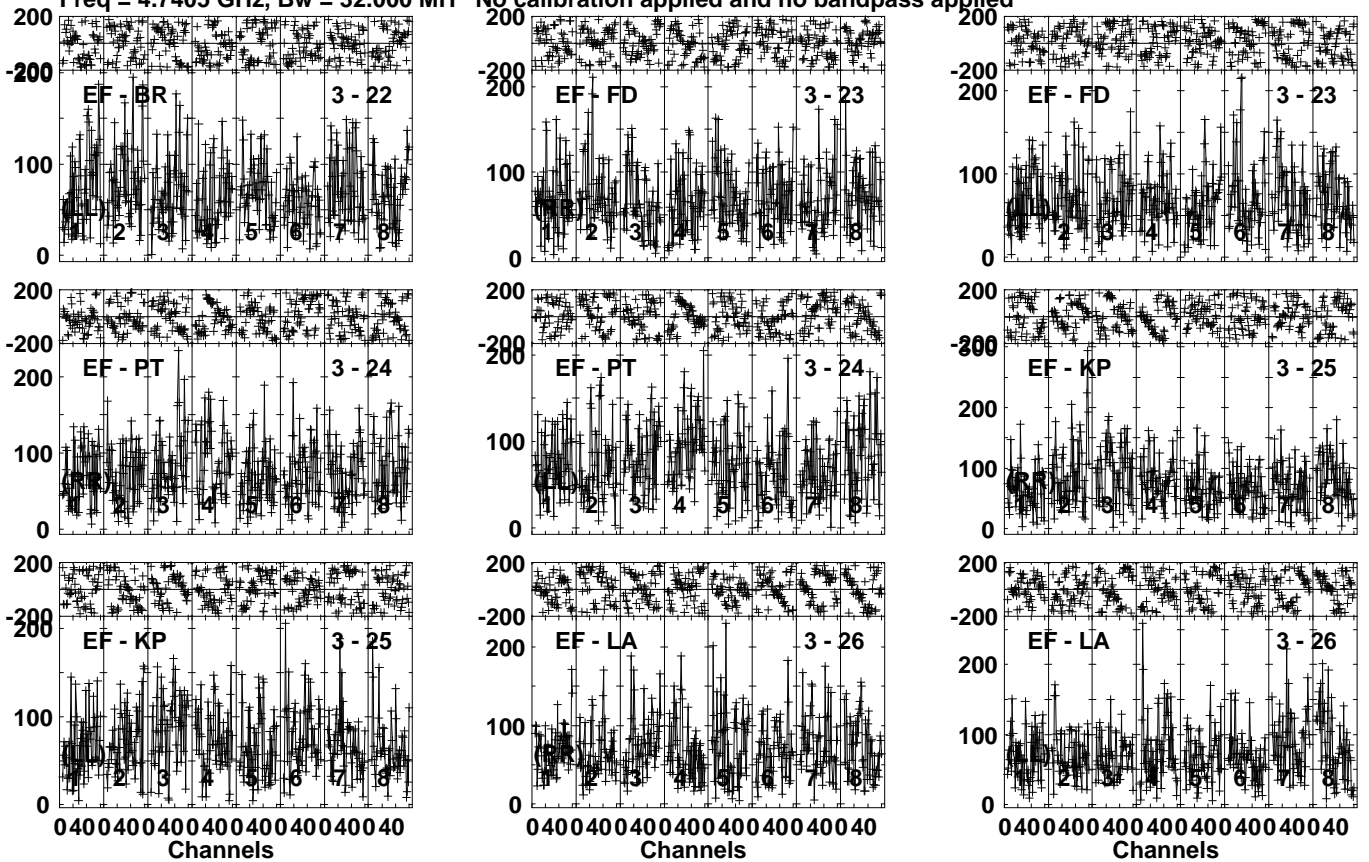 Freq = 4.7405 GHz, Bw = 32.000 MH No calibration applied and no bandpass applied
200 200 200
-200 -200 -200
200 EF - BR 3 - 22 200 EF - FD 3 - 23 200 EF - FD 3 - 23
100 100 100
(LL) (RR) (LL)
1 2 3 4 5 6 7 8 1 2 3 4 5 6 7 8 1 2 3 4 5 6 7 8
0 0 0
200 200 200
-200 -200 -200
EF - PT 3 - 24 200 EF - PT 3 - 24 300 EF - KP 3 - 25
200 200
100 100 100
(RR) (LL) (RR)
1 2 3 4 5 6 7 8 1 2 3 4 5 6 7 8 1 2 3 4 5 6 7 8
0 0 0
200 200 200
-200 -200 -200
200 EF - KP 3 - 25 200 EF - LA 3 - 26 EF - LA 3 - 26
200
100 100 100
(LL) (RR) (LL)
1 2 3 4 5 6 7 8 1 2 3 4 5 6 7 8 1 2 3 4 5 6 7 8
0 0 0
0 40 0 40 0 40 0 40 0 40 0 40 0 40 0 40 0 40 0 40 0 40 0 40 0 40 0 40 0 40 0 40 0 40 0 40 0 40 0 40 0 40 0 40 0 40 0 40
Channels Channels Channels